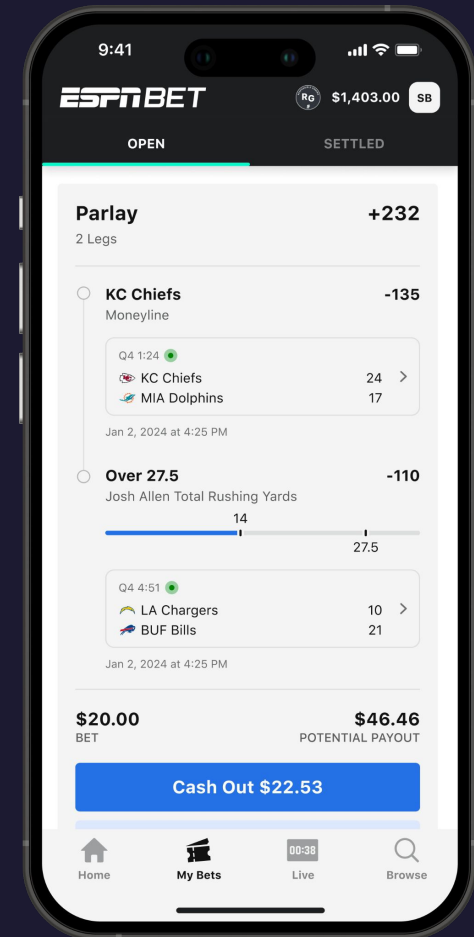 9:41
ESPN BET
RG
$1,403.00 SB
OPEN SETTLED
Parlay +232
2 Legs
KC Chiefs -135
Moneyline
Q4 1:24
KC Chiefs 24
MIA Dolphins 17
Jan 2, 2024 at 4:25 PM
Over 27.5 -110
Josh Allen Total Rushing Yards
14
27.5
Q4 4:51
LA Chargers 10
BUF Bills 21
Jan 2, 2024 at 4:25 PM
$20.00 $46.46
BET POTENTIAL PAYOUT
Cash Out $22.53
00:38
Home My Bets Live Browse